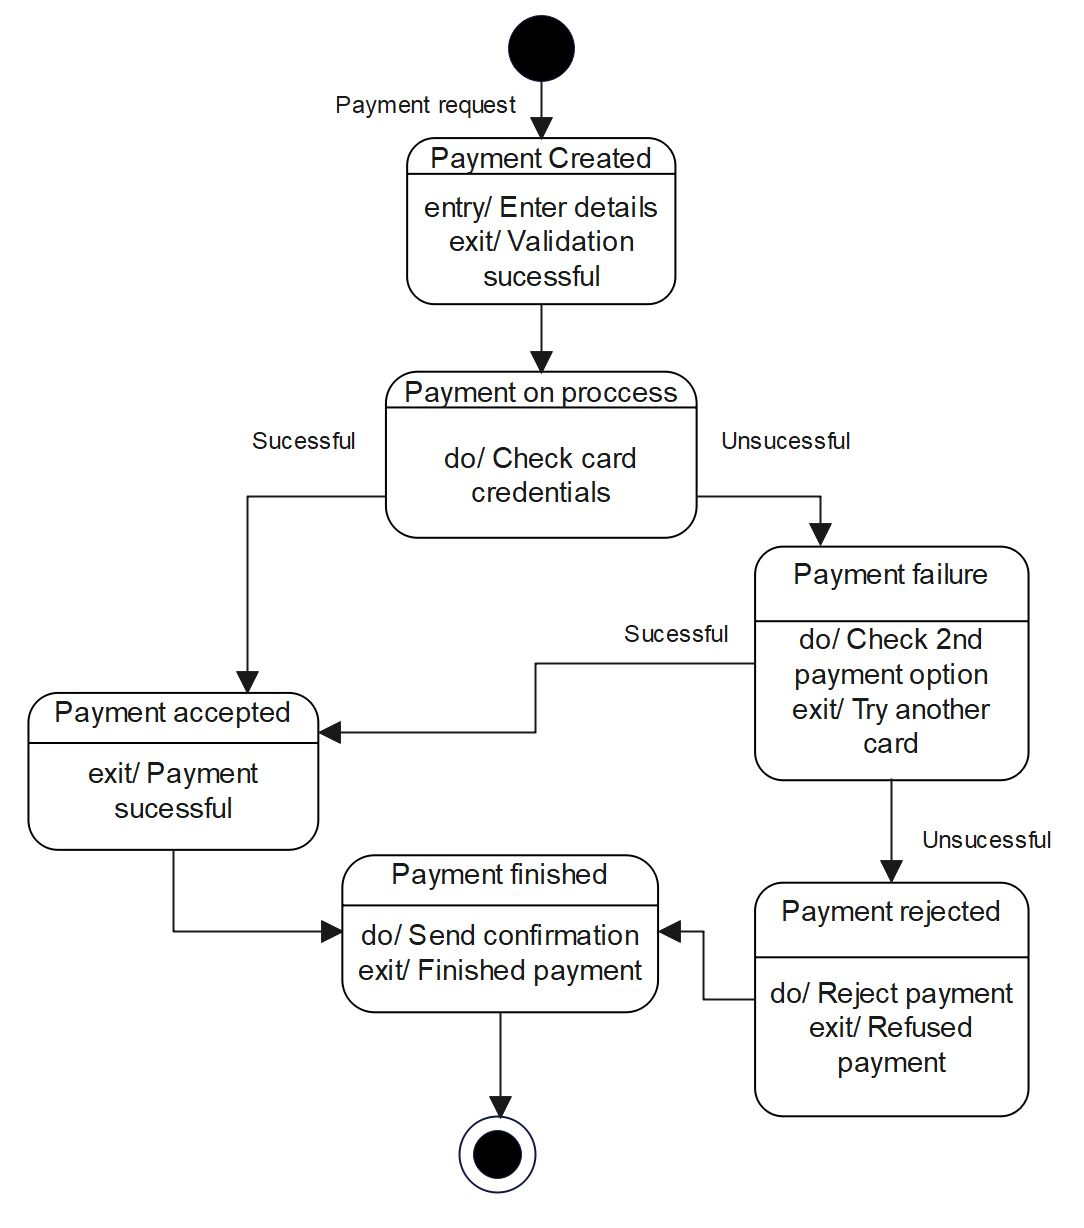 Payment request
Payment Created
entry/ Enter details
exit/ Validation
sucessful
Payment on proccess
do/ Check card
credentials
Sucessful
Unsucessful
Payment failure
do/ Check 2nd
payment option
exit/ Try another
card
Sucessful
Payment accepted
exit/ Payment
sucessful
Unsucessful
Payment finished
do/ Send confirmation
exit/ Finished payment
Payment rejected
do/ Reject payment
exit/ Refused
payment